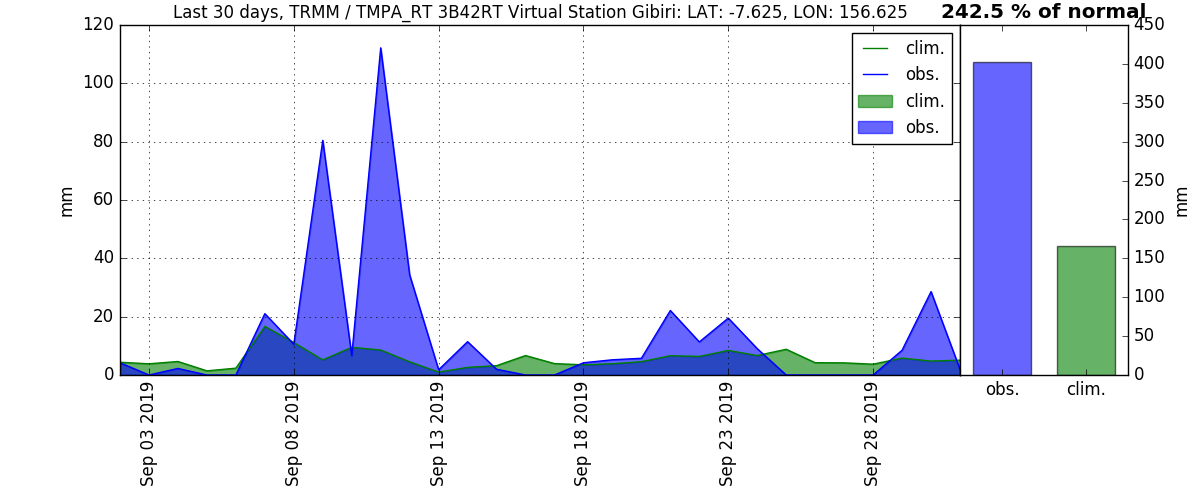 Last 30 days, TRMM / TMPA_RT 3B42RT Virtual Station Gibiri: LAT: -7.625, LON: 156.625
242.5 % of normal
120
100
80
60
40
20
0
mm
clim.
obs.
clim.
obs.
450
400
350
300
250
200
150
100
50
0
mm
Sep 03 2019
Sep 08 2019
Sep 13 2019
Sep 18 2019
Sep 23 2019
Sep 28 2019
obs.
clim.